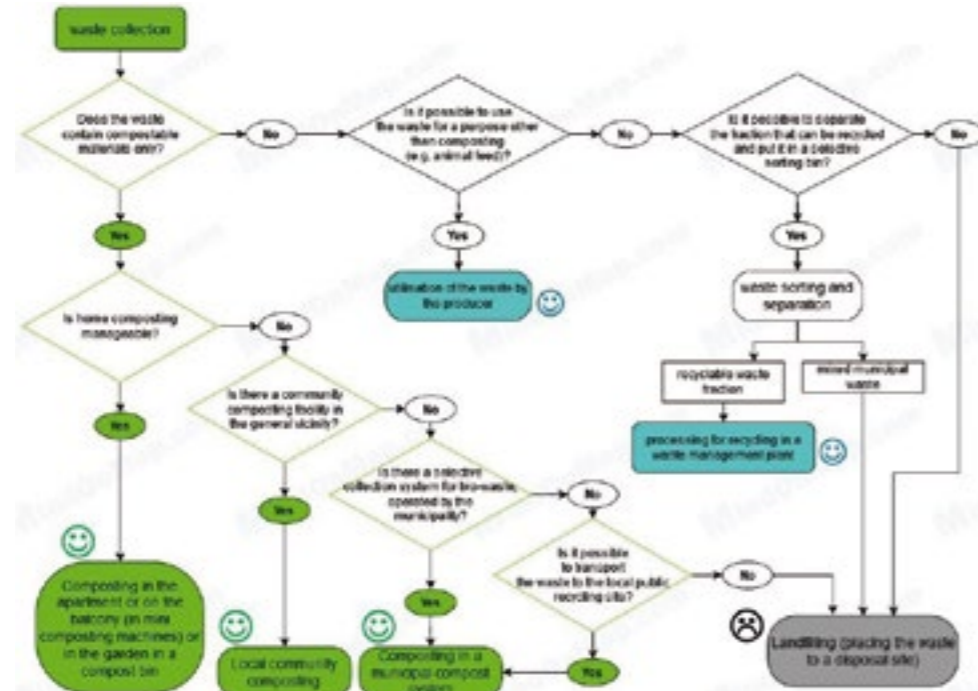 waste collection
Does the waste
contain compostable
materials only?
No
Is it possible to use
the waste for a purpose other
than composting
(e.g. animal feed)?
No
Is it possible to separate
the fraction that can be recycled
and put it in a selective
sorting bin?
No
Yes
Yes
Yes
utilisation of the waste by
the producer
waste sorting and
separation
Is home composting
manageable?
No
recyclable waste
fraction
mixed municipal
waste
Is there a community
composting facility in
the general vicinity?
No
Yes
processing for recycling in a
waste management plant
Is there a selective
collection system for bio-waste,
operated by the
municipality?
No
Yes
Is it possible
to transport
the waste to the local public
recycling site?
No
Composting in the
apartment or on the
balcony (in mini
composting machines) or
in the garden in a
compost bin
Yes
Local community
composting
Composting in a
municipal compost
Yes
Landfilling (placing the waste
to a disposal site)